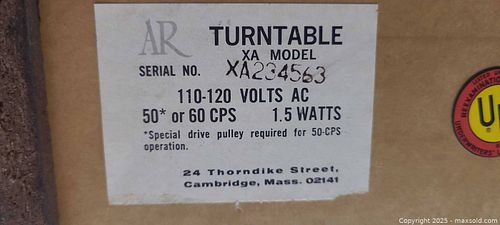 AR TURNTABLE
XA MODEL
SERIAL NO. XA234563
110-120 VOLTS AC
50* or 60 CPS 1.5 WATTS
*Special drive pulley required for 50-CPS
operation.
24 Thorndike Street,
Cambridge, Mass. 02141
Copyright © 2025 - maxsold.com